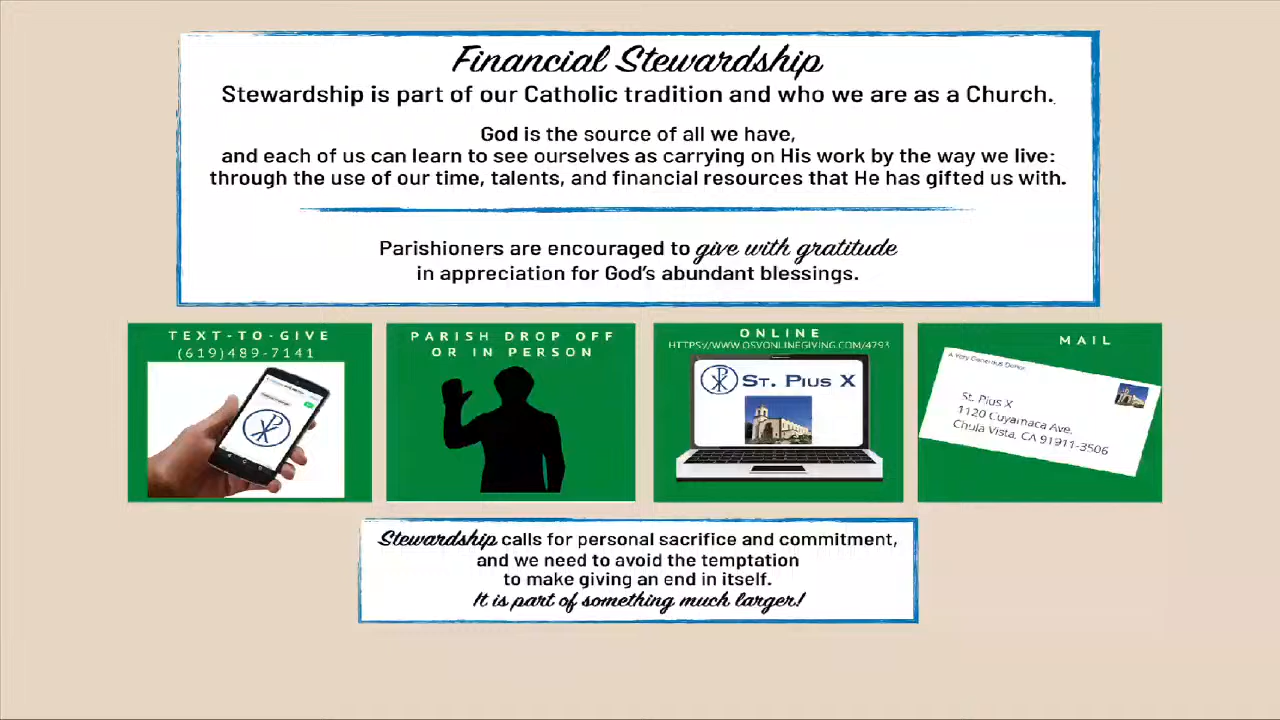 Financial Stewardship
Stewardship is part of our Catholic tradition and who we are as a Church.
God is the source of all we have,
and each of us can learn to see ourselves as carrying on His work by the way we live:
through the use of our time, talents, and financial resources that He has gifted us with.
Parishioners are encouraged to give with gratitude
in appreciation for God's abundant blessings.
TEXT-TO-GIVE
(619)489-7141
PARISH DROP OFF
OR IN PERSON
ONLINE
HTTPS://WWW.OSVONLINEGIVING.COM/4793
ST. PIUS X
MAIL
A Very Generous Donor
St. Pius X
1120 Cuyamaca Ave.
Chula Vista, CA 91911-3506
Stewardship calls for personal sacrifice and commitment,
and we need to avoid the temptation
to make giving an end in itself.
It is part of something much larger!